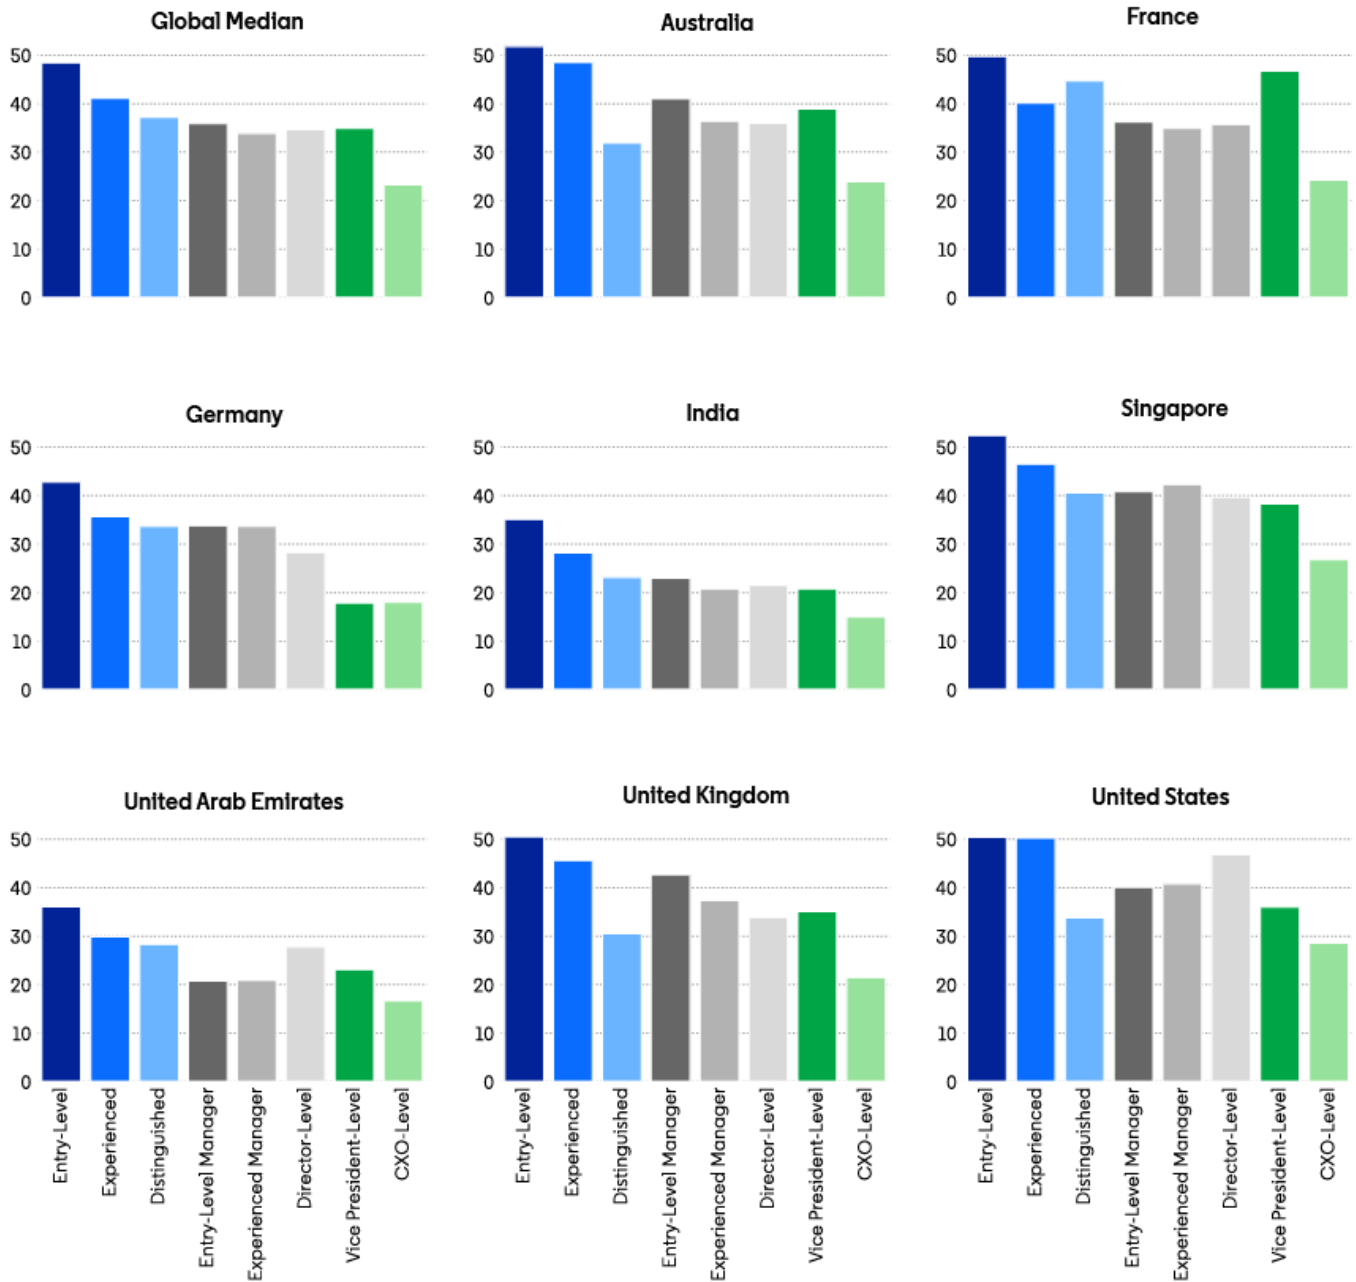 Global Median
Australia
France
50
40
30
20
10
0
50
40
30
20
10
0
50
40
30
20
10
0
Germany
India
Singapore
50
40
30
20
10
0
50
40
30
20
10
0
50
40
30
20
10
0
United Arab Emirates
United Kingdom
United States
50
40
30
20
10
0
50
40
30
20
10
0
50
40
30
20
10
0
Entry-Level
Experienced
Distinguished
Entry-Level Manager
Experienced Manager
Director-Level
Vice President-Level
CXO-Level
Entry-Level
Experienced
Distinguished
Entry-Level Manager
Experienced Manager
Director-Level
Vice President-Level
CXO-Level
Entry-Level
Experienced
Distinguished
Entry-Level Manager
Experienced Manager
Director-Level
Vice President-Level
CXO-Level